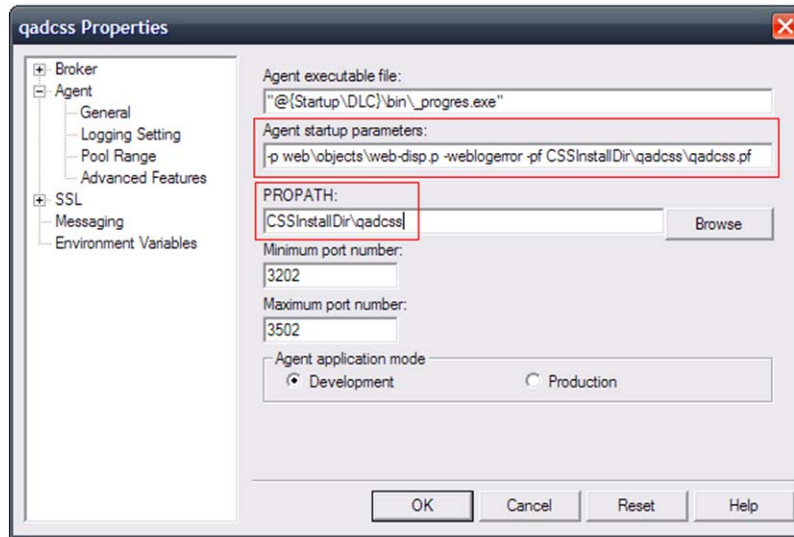 qadcss Properties
Broker
Agent
General
Logging Setting
Pool Range
Advanced Features
SSL
Messaging
Environment Variables
Agent executable file:
"@{Startup\DLC}\bin\_progres.exe"
Agent startup parameters:
-p web\objects\web-disp.p -weblogerror -pf CSSInstallDir\qadcss\qadcss.pf
PROPATH:
CSSInstallDir\qadcss
Browse
Minimum port number:
3202
Maximum port number:
3502
Agent application mode
Development Production
OK Cancel Reset Help